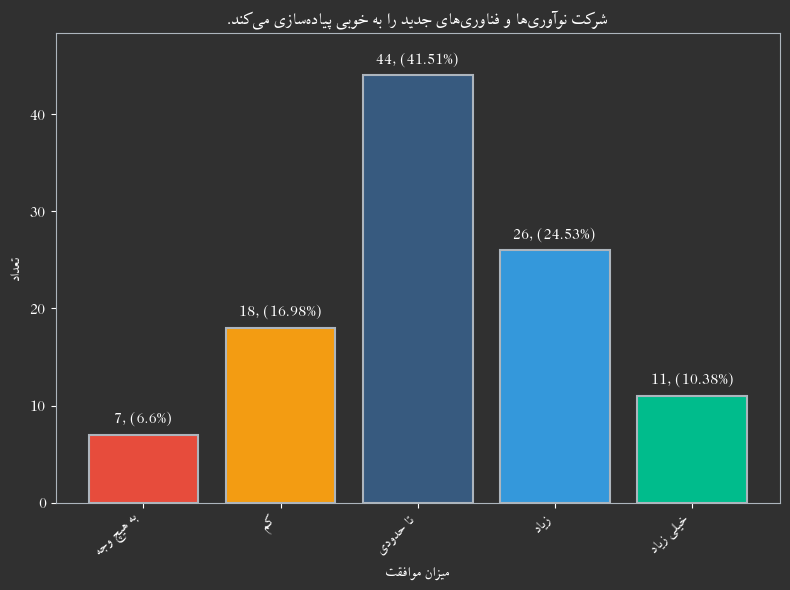 شرکت نوآوری‌ها و فناوری‌های جدید را به خوبی پیاده‌سازی می‌کند.
44, (41.51%)
26, (24.53%)
18, (16.98%)
11, (10.38%)
7, (6.6%)
40
30
20
10
0
تعداد
به هیچ وجه
کم
تا حدودی
زیاد
خیلی زیاد
میزان موافقت